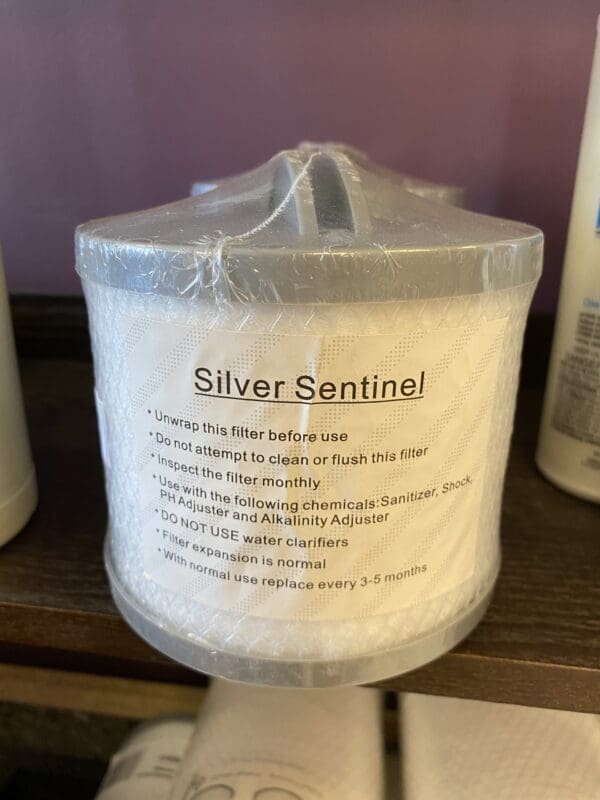 Silver Sentinel
* Unwrap this filter before use
* Do not attempt to clean or flush this filter
* Inspect the filter monthly
* Use with the following chemicals:Sanitizer, Shock,
PH Adjuster and Alkalinity Adjuster
* DO NOT USE water clarifiers
* Filter expansion is normal
* With normal use replace every 3-5 months